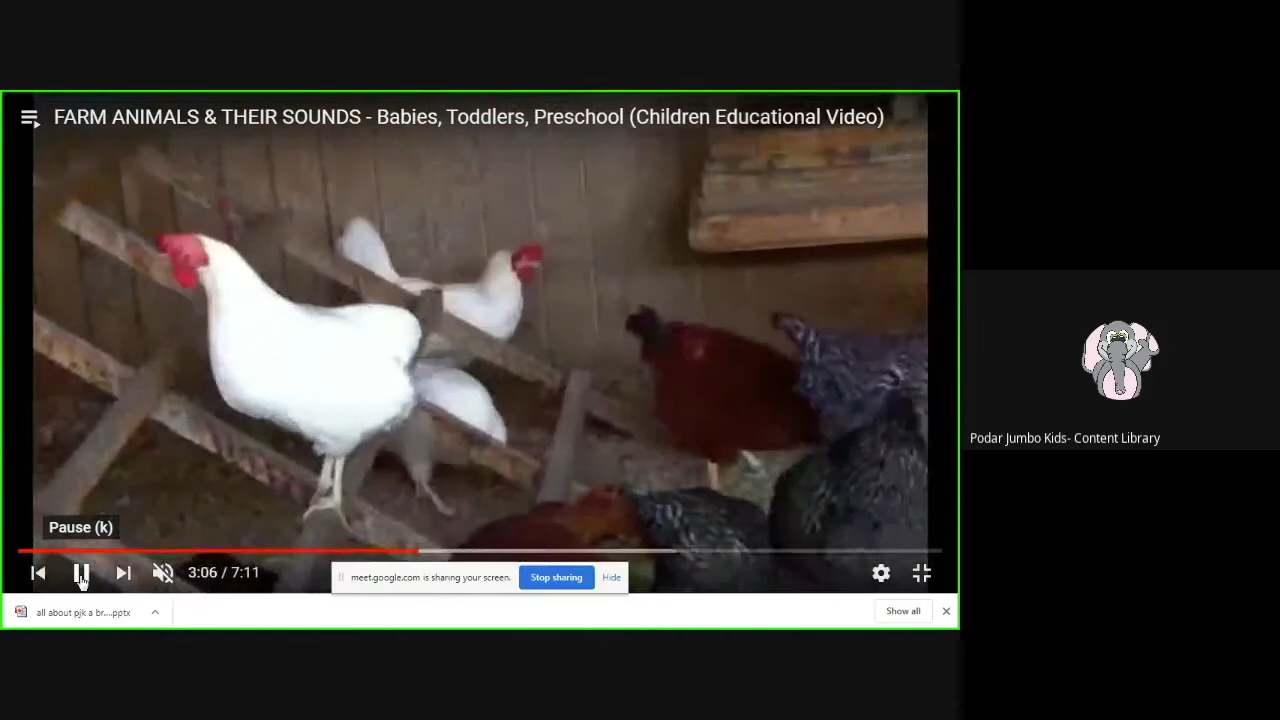 FARM ANIMALS & THEIR SOUNDS - Babies, Toddlers, Preschool (Children Educational Video)
Podar Jumbo Kids- Content Library
Pause (k)
3:06 / 7:11
meet.google.com is sharing your screen.
Stop sharing
Hide
all about pjk a br....pptx
Show all